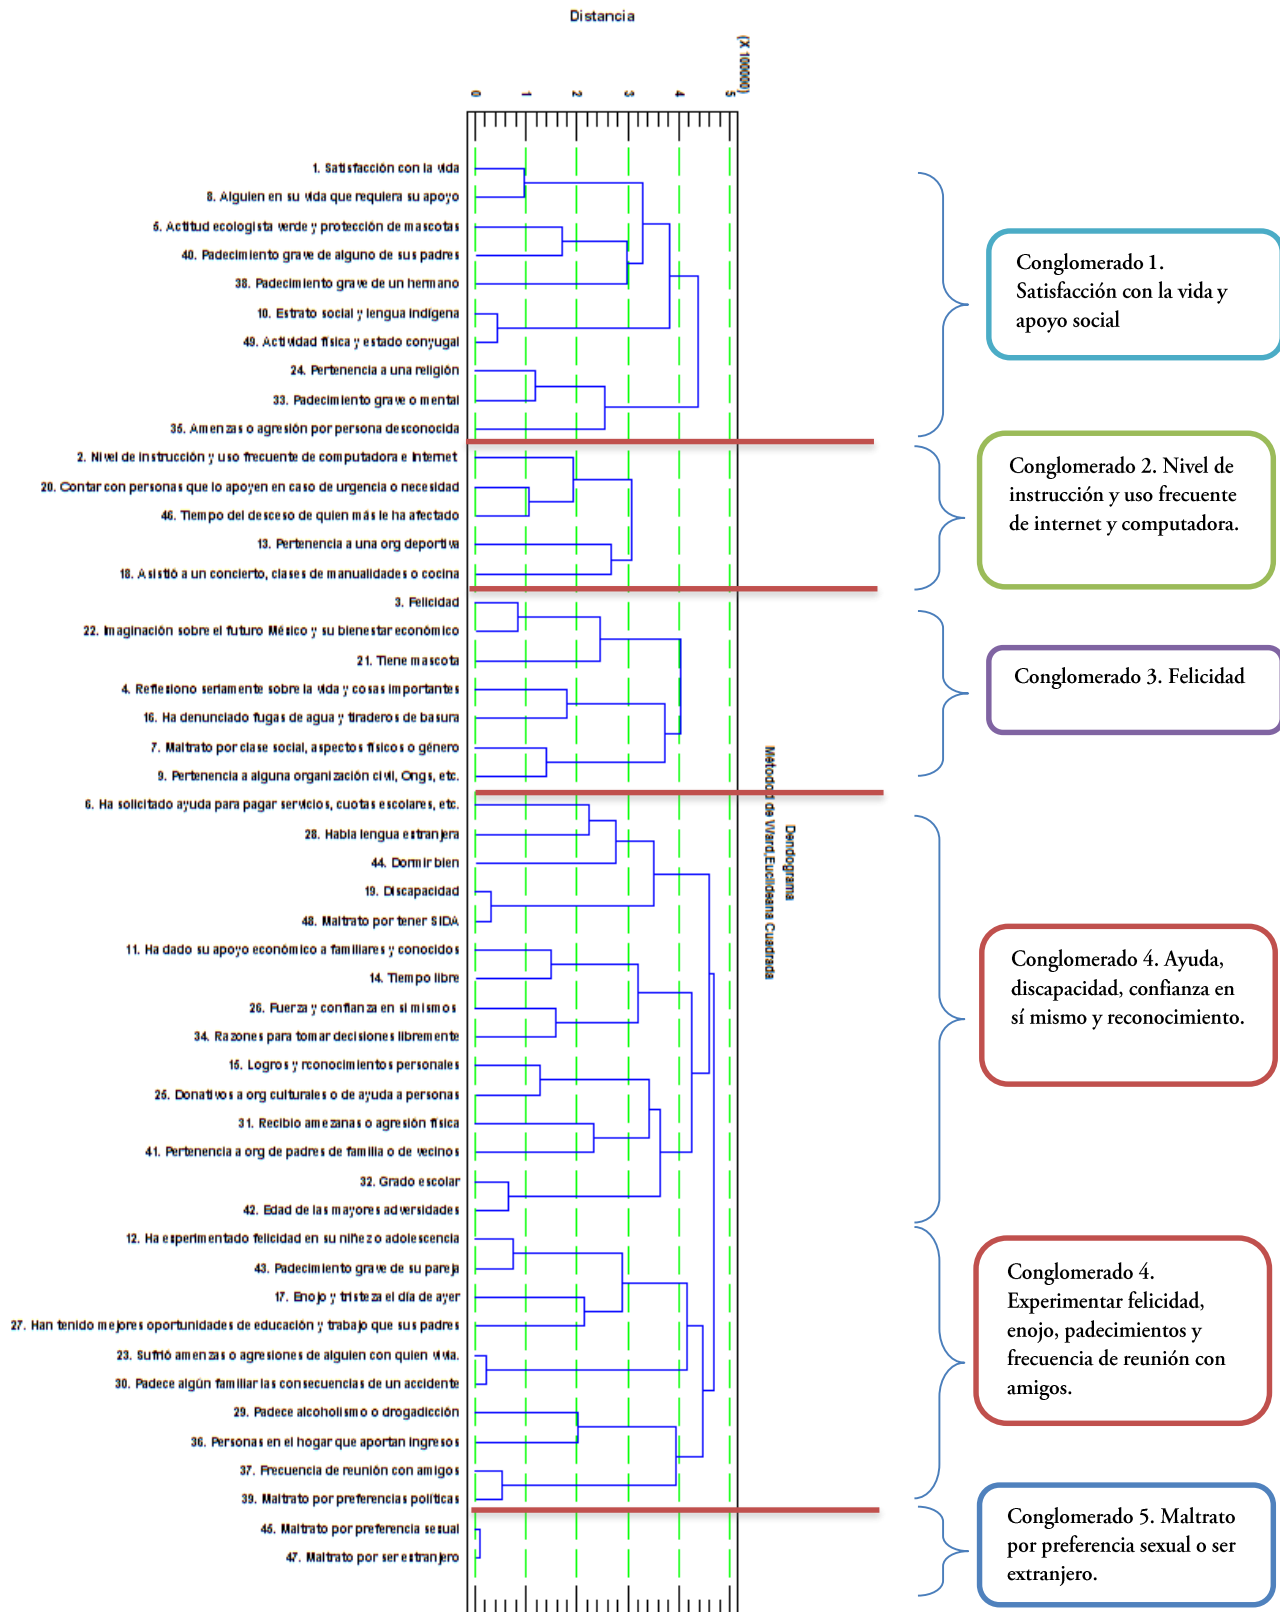 Distancia
(X 100000)
0 1 2 3 4 5
1. Satisfacción con la vida
8. Alguien en su vida que requiera su apoyo
5. Actitud ecologista verde y protección de mascotas
40. Padecimiento grave de alguno de sus padres
38. Padecimiento grave de un hermano
10. Estrato social y lengua indígena
49. Actividad física y estado conyugal
24. Pertenencia a una religión
33. Padecimiento grave o mental
35. Amenzas o agresión por persona desconocida
2. Nivel de instrucción y uso frecuente de computadora e internet
20. Contar con personas que lo apoyen en caso de urgencia o necesidad
46. Tiempo del desceso de quien más le ha afectado
13. Pertenencia a una org deportiva
18. Asistió a un concierto, clases de manualidades o cocina
3. Felicidad
22. Imaginación sobre el futuro México y su bienestar económico
21. Tiene mascota
4. Reflexiono seriamente sobre la vida y cosas importantes
16. Ha denunciado fugas de agua y tiraderos de basura
7. Maltrato por clase social, aspectos físicos o género
9. Pertenencia a alguna organización civil, Ongs, etc.
6. Ha solicitado ayuda para pagar servicios, cuotas escolares, etc.
28. Habla lengua extranjera
44. Dormir bien
19. Discapacidad
48. Maltrato por tener SIDA
11. Ha dado su apoyo económico a familiares y conocidos
14. Tiempo libre
26. Fuerza y confianza en si mismos
34. Razones para tomar decisiones libremente
15. Logros y rconocimientos personales
25. Donativos a org culturales o de ayuda a personas
31. Recibio amezanas o agresión física
41. Pertenencia a org de padres de familia o de vecinos
32. Grado escolar
42. Edad de las mayores adversidades
12. Ha experimentado felicidad en su niñez o adolescencia
43. Padecimiento grave de su pareja
17. Enojo y tristeza el día de ayer
27. Han tenido mejores oportunidades de educación y trabajo que sus padres
23. Sufrió amenzas o agresiones de alguien con quien vivía.
30. Padece algún familiar las consecuencias de un accidente
29. Padece alcoholismo o drogadicción
36. Personas en el hogar que aportan ingresos
37. Frecuencia de reunión con amigos
39. Maltrato por preferencias políticas
45. Maltrato por preferencia sexual
47. Maltrato por ser extranjero
Dendograma
Metodod de Ward,Euclideana Cuadrada
Conglomerado 1.
Satisfacción con la vida y
apoyo social
Conglomerado 2. Nivel de
instrucción y uso frecuente
de internet y computadora.
Conglomerado 3. Felicidad
Conglomerado 4. Ayuda,
discapacidad, confianza en
sí mismo y reconocimiento.
Conglomerado 4.
Experimentar felicidad,
enojo, padecimientos y
frecuencia de reunión con
amigos.
Conglomerado 5. Maltrato
por preferencia sexual o ser
extranjero.